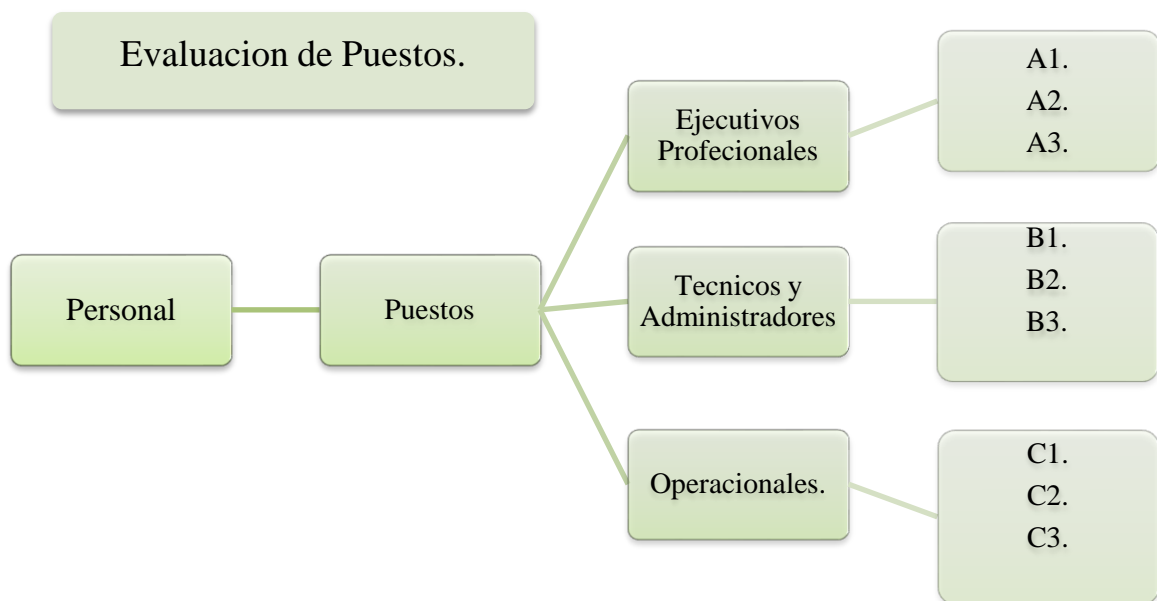 Evaluacion de Puestos.
Personal
Puestos
Ejecutivos
Profecionales
A1.
A2.
A3.
Tecnicos y
Administradores
B1.
B2.
B3.
Operacionales.
C1.
C2.
C3.